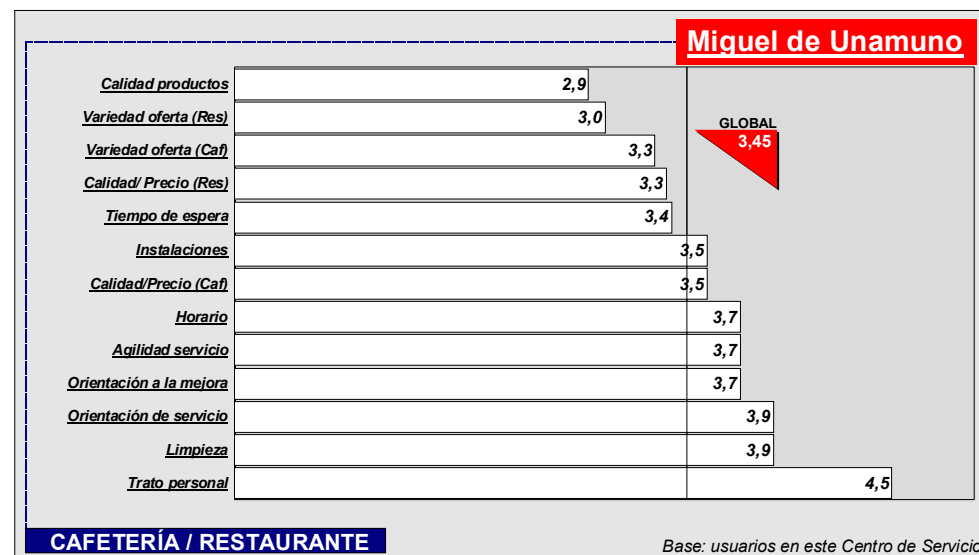 Miguel de Unamuno
Calidad productos 2,9
Variedad oferta (Res) 3,0
GLOBAL
3,45
Variedad oferta (Caf) 3,3
Calidad/ Precio (Res) 3,3
Tiempo de espera 3,4
Instalaciones 3,5
Calidad/Precio (Caf) 3,5
Horario 3,7
Agilidad servicio 3,7
Orientación a la mejora 3,7
Orientación de servicio 3,9
Limpieza 3,9
Trato personal 4,5
CAFETERÍA / RESTAURANTE
Base: usuarios en este Centro de Servicio